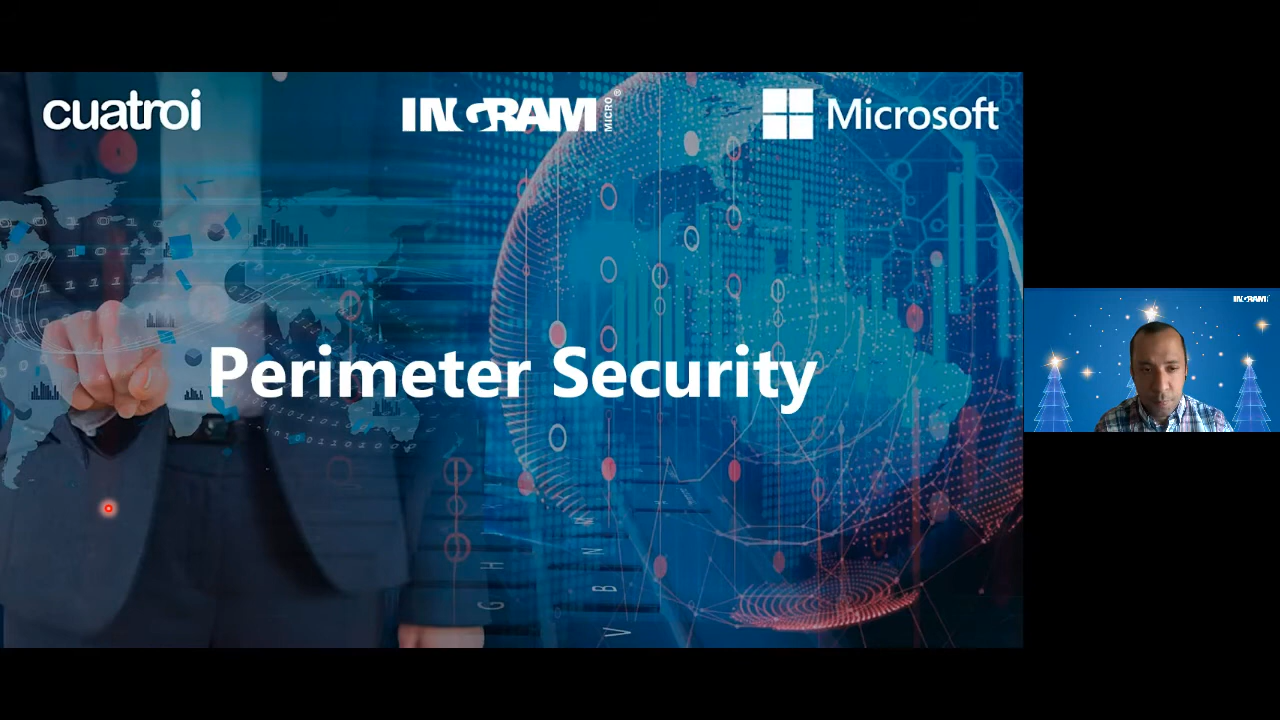 cuatroi
INGRAM MICRO®
Microsoft
Perimeter Security
INGRAM
G H
V B N